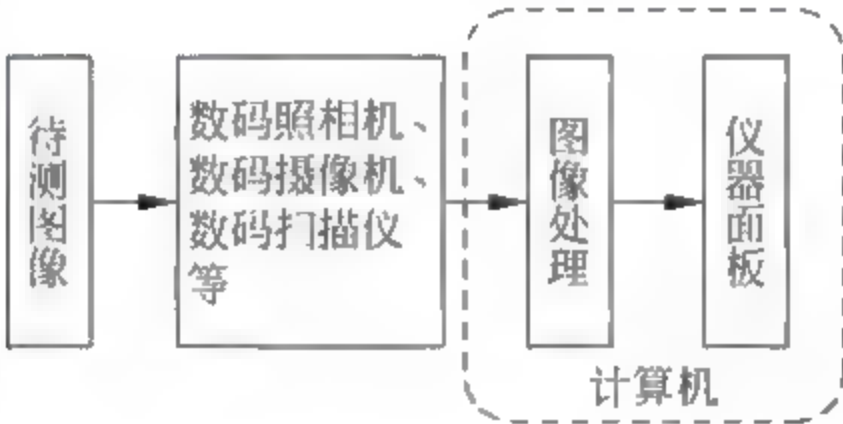 待测图像
数码照相机、
数码摄像机、
数码扫描仪
等
图像处理
仪器面板
计算机